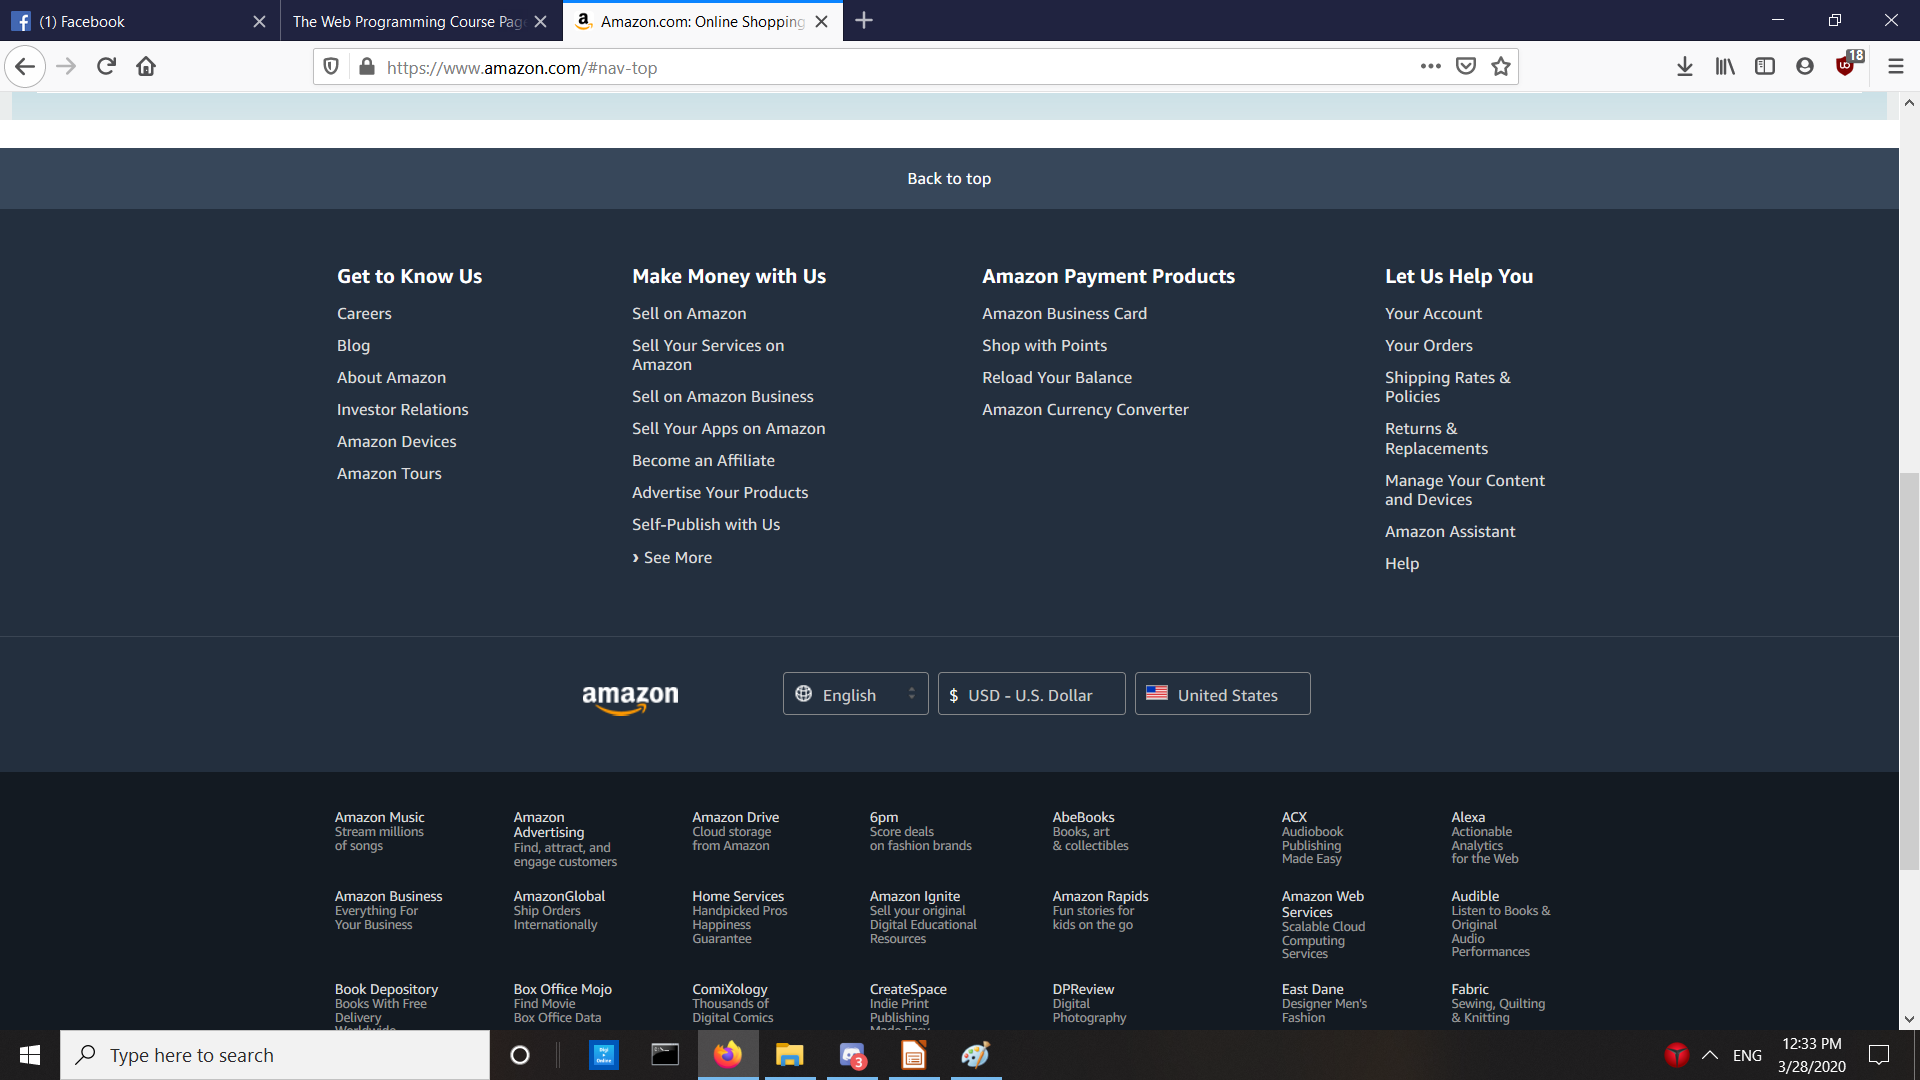 (1) Facebook
The Web Programming Course Pag
Amazon.com: Online Shopping
https://www.amazon.com/#nav-top
18
Back to top
Get to Know Us
Careers
Blog
About Amazon
Investor Relations
Amazon Devices
Amazon Tours
Make Money with Us
Sell on Amazon
Sell Your Services on
Amazon
Sell on Amazon Business
Sell Your Apps on Amazon
Become an Affiliate
Advertise Your Products
Self-Publish with Us
› See More
Amazon Payment Products
Amazon Business Card
Shop with Points
Reload Your Balance
Amazon Currency Converter
Let Us Help You
Your Account
Your Orders
Shipping Rates &
Policies
Returns &
Replacements
Manage Your Content
and Devices
Amazon Assistant
Help
amazon
English
$ USD - U.S. Dollar
United States
Amazon Music
Stream millions
of songs
Amazon
Advertising
Find, attract, and
engage customers
Amazon Drive
Cloud storage
from Amazon
6pm
Score deals
on fashion brands
AbeBooks
Books, art
& collectibles
ACX
Audiobook
Publishing
Made Easy
Alexa
Actionable
Analytics
for the Web
Amazon Business
Everything For
Your Business
AmazonGlobal
Ship Orders
Internationally
Home Services
Handpicked Pros
Happiness
Guarantee
Amazon Ignite
Sell your original
Digital Educational
Resources
Amazon Rapids
Fun stories for
kids on the go
Amazon Web
Services
Scalable Cloud
Computing
Services
Audible
Listen to Books &
Original
Audio
Performances
Book Depository
Books With Free
Delivery
Worldwide
Box Office Mojo
Find Movie
Box Office Data
ComiXology
Thousands of
Digital Comics
CreateSpace
Indie Print
Publishing
Made Easy
DPReview
Digital
Photography
East Dane
Designer Men's
Fashion
Fabric
Sewing, Quilting
& Knitting
Type here to search
3
ENG
12:33 PM
3/28/2020